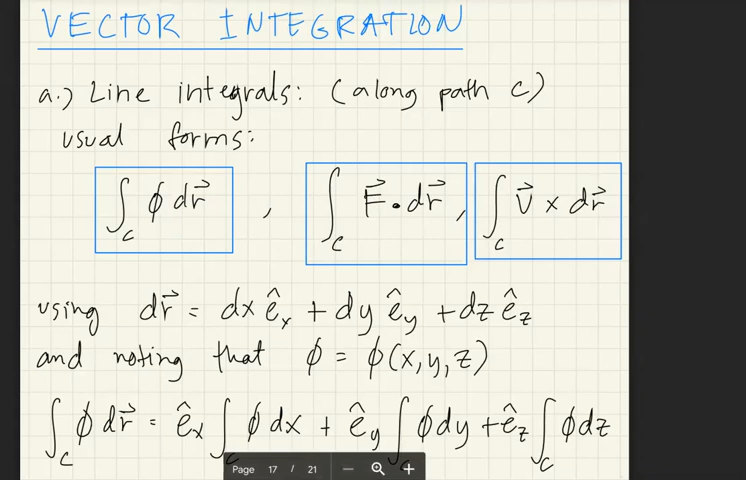 VECTOR INTEGRATION
a.) Line integrals: (along path C)
usual forms:
∫_C ϕ dr⃗ , ∫_C F⃗ · dr⃗ , ∫_C V⃗ × dr⃗
using dr⃗ = dx ê_x + dy ê_y + dz ê_z
and noting that ϕ = ϕ(x,y,z)
∫_C ϕ dr⃗ = ê_x ∫_C ϕ dx + ê_y ∫_C ϕ dy + ê_z ∫_C ϕ dz
Page 17 / 21 − +